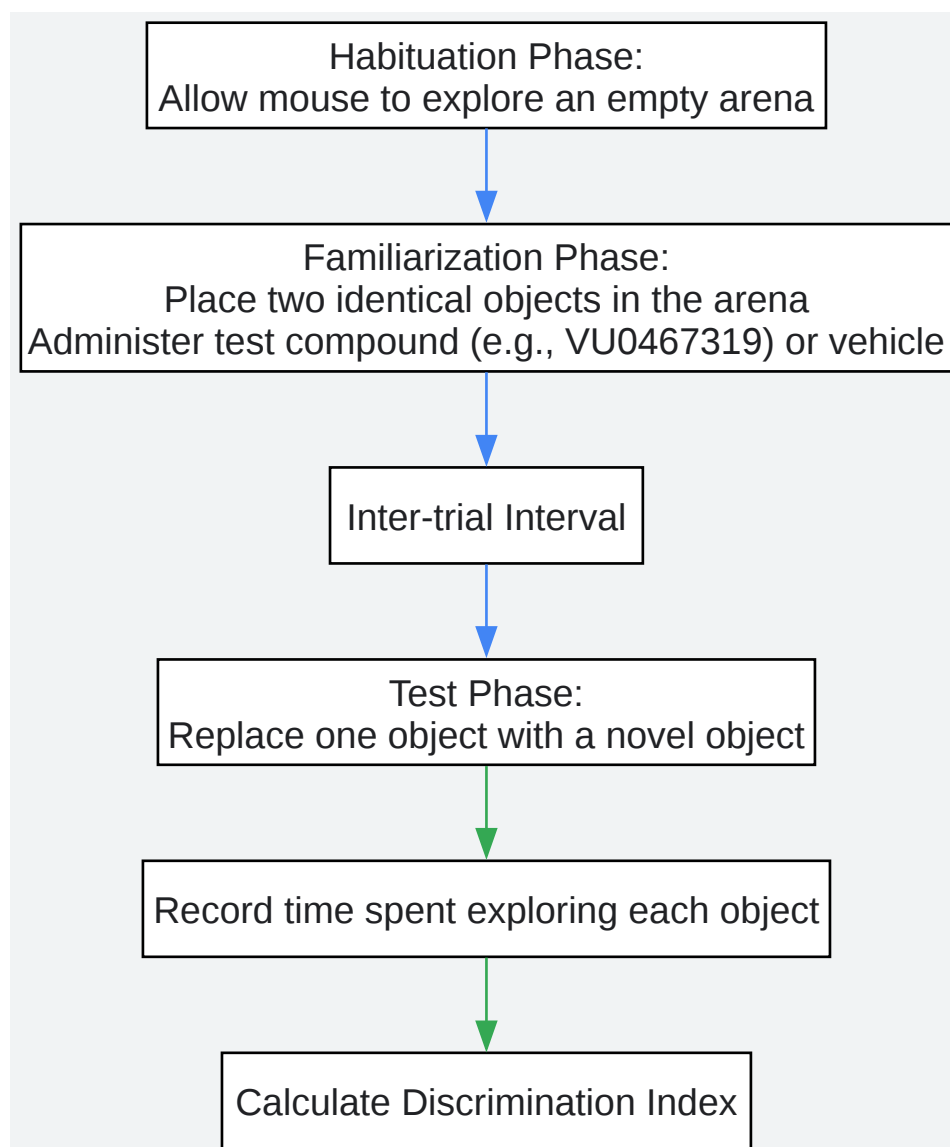 Habituation Phase:
Allow mouse to explore an empty arena
Familiarization Phase:
Place two identical objects in the arena
Administer test compound (e.g., VU0467319) or vehicle
Inter-trial Interval
Test Phase:
Replace one object with a novel object
Record time spent exploring each object
Calculate Discrimination Index